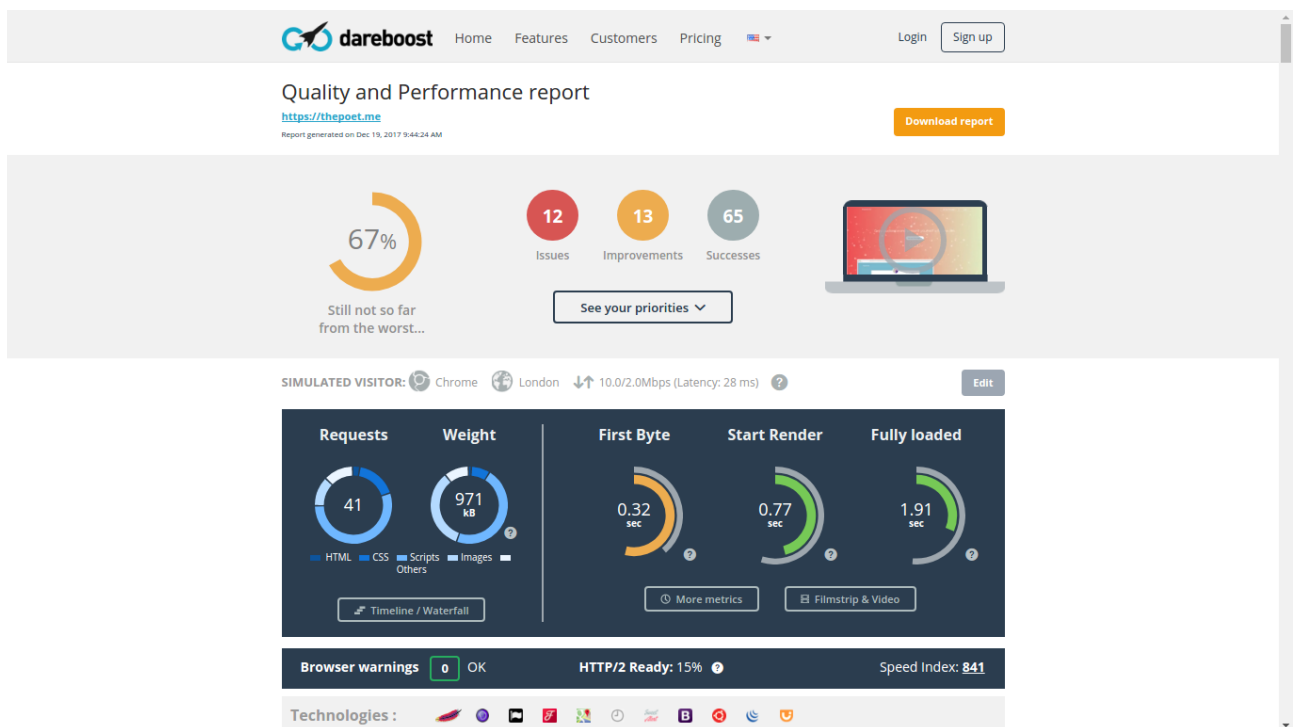 dareboost Home Features Customers Pricing Login Sign up
Quality and Performance report
https://thepoet.me
Report generated on Dec 19, 2017 9:44:24 AM
Download report
67%
Still not so far
from the worst...
12 13 65
Issues Improvements Successes
See your priorities
SIMULATED VISITOR: Chrome London 10.0/2.0Mbps (Latency: 28 ms) ? Edit
Requests Weight First Byte Start Render Fully loaded
41 971 kB ? 0.32 sec ? 0.77 sec ? 1.91 sec ?
HTML CSS Scripts Images
Others
Timeline / Waterfall More metrics Filmstrip & Video
Browser warnings 0 OK HTTP/2 Ready: 15% ? Speed Index: 841
Technologies :